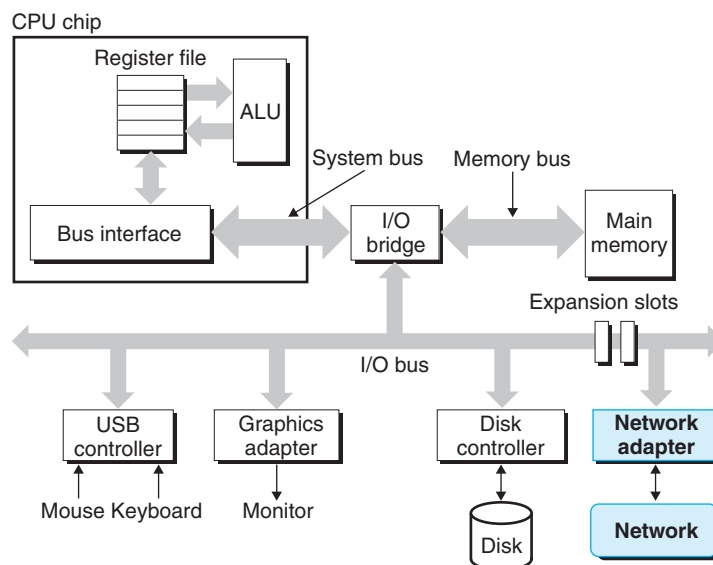 CPU chip
Register file
ALU
System bus
Memory bus
Bus interface
I/O
bridge
Main
memory
Expansion slots
I/O bus
USB
controller
Graphics
adapter
Disk
controller
Network
adapter
Mouse Keyboard
Monitor
Disk
Network